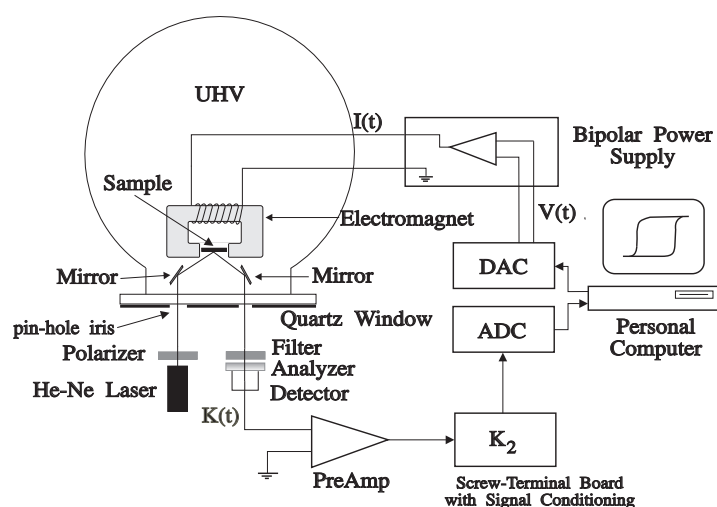 UHV
I(t)
Bipolar Power
Supply
Sample
Electromagnet
V(t)
DAC
Mirror
Mirror
Quartz Window
pin-hole iris
ADC
Personal
Computer
Polarizer
Filter
Analyzer
He-Ne Laser
Detector
K(t)
K2
PreAmp
Screw-Terminal Board
with Signal Conditioning